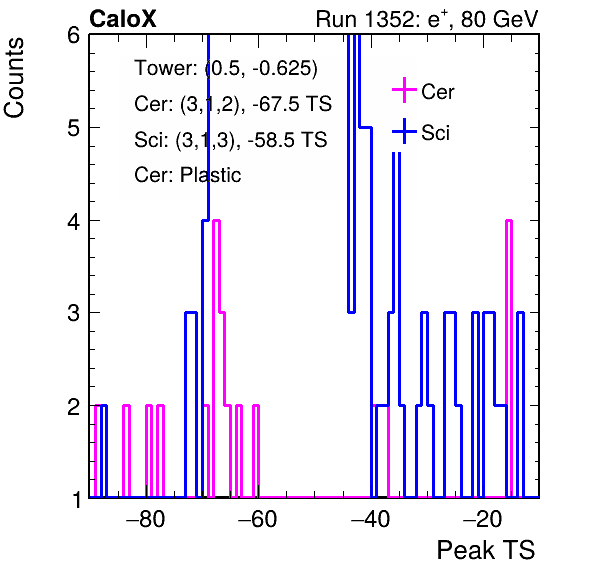 CaloX Run 1352: e⁺, 80 GeV
Counts
6
Tower: (0.5, -0.625)
Cer: (3,1,2), -67.5 TS
Sci: (3,1,3), -58.5 TS
Cer: Plastic
Cer
Sci
5
4
3
2
1
−80 −60 −40 −20
Peak TS